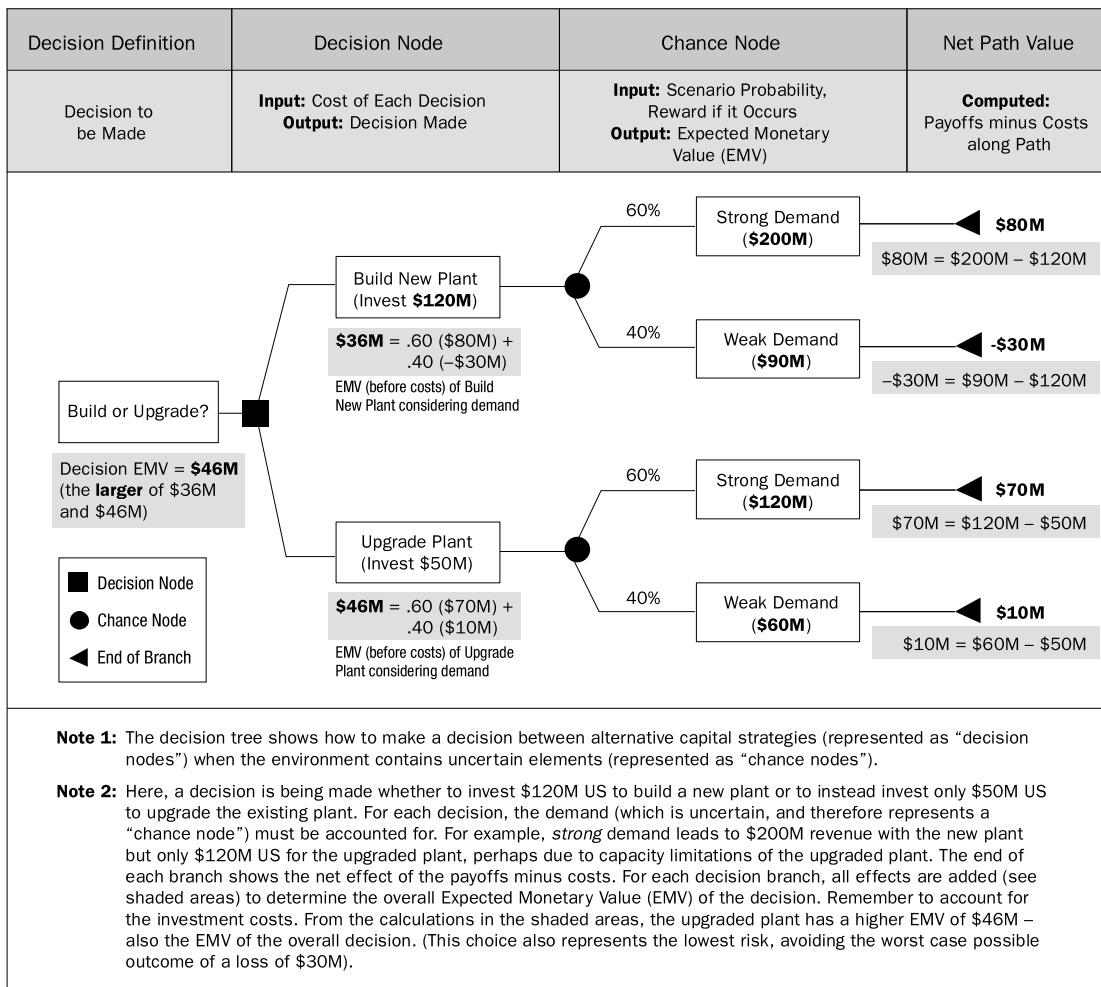 Decision Definition
Decision Node
Chance Node
Net Path Value
Decision to
be Made
Input: Cost of Each Decision
Output: Decision Made
Input: Scenario Probability,
Reward if it Occurs
Output: Expected Monetary
Value (EMV)
Computed:
Payoffs minus Costs
along Path
60%
Strong Demand
($200M)
$80M
$80M = $200M – $120M
Build New Plant
(Invest $120M)
$36M = .60 ($80M) +
.40 (–$30M)
EMV (before costs) of Build
New Plant considering demand
40%
Weak Demand
($90M)
-$30M
–$30M = $90M – $120M
Build or Upgrade?
Decision EMV = $46M
(the larger of $36M
and $46M)
60%
Strong Demand
($120M)
$70M
$70M = $120M – $50M
Upgrade Plant
(Invest $50M)
$46M = .60 ($70M) +
.40 ($10M)
EMV (before costs) of Upgrade
Plant considering demand
40%
Weak Demand
($60M)
$10M
$10M = $60M – $50M
Decision Node
Chance Node
End of Branch
Note 1: The decision tree shows how to make a decision between alternative capital strategies (represented as “decision
nodes”) when the environment contains uncertain elements (represented as “chance nodes”).
Note 2: Here, a decision is being made whether to invest $120M US to build a new plant or to instead invest only $50M US
to upgrade the existing plant. For each decision, the demand (which is uncertain, and therefore represents a
“chance node”) must be accounted for. For example, strong demand leads to $200M revenue with the new plant
but only $120M US for the upgraded plant, perhaps due to capacity limitations of the upgraded plant. The end of
each branch shows the net effect of the payoffs minus costs. For each decision branch, all effects are added (see
shaded areas) to determine the overall Expected Monetary Value (EMV) of the decision. Remember to account for
the investment costs. From the calculations in the shaded areas, the upgraded plant has a higher EMV of $46M –
also the EMV of the overall decision. (This choice also represents the lowest risk, avoiding the worst case possible
outcome of a loss of $30M).